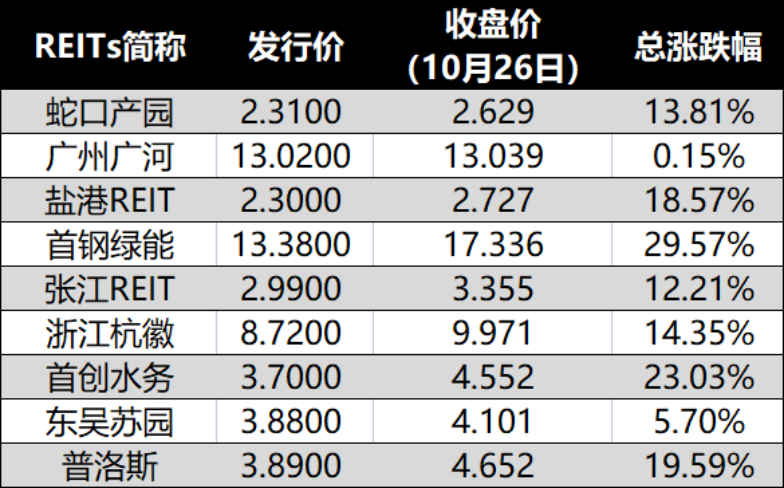 REITs简称 发行价 收盘价(10月26日) 总涨跌幅
蛇口产园 2.3100 2.629 13.81%
广州广河 13.0200 13.039 0.15%
盐港REIT 2.3000 2.727 18.57%
首钢绿能 13.3800 17.336 29.57%
张江REIT 2.9900 3.355 12.21%
浙江杭徽 8.7200 9.971 14.35%
首创水务 3.7000 4.552 23.03%
东吴苏园 3.8800 4.101 5.70%
普洛斯 3.8900 4.652 19.59%